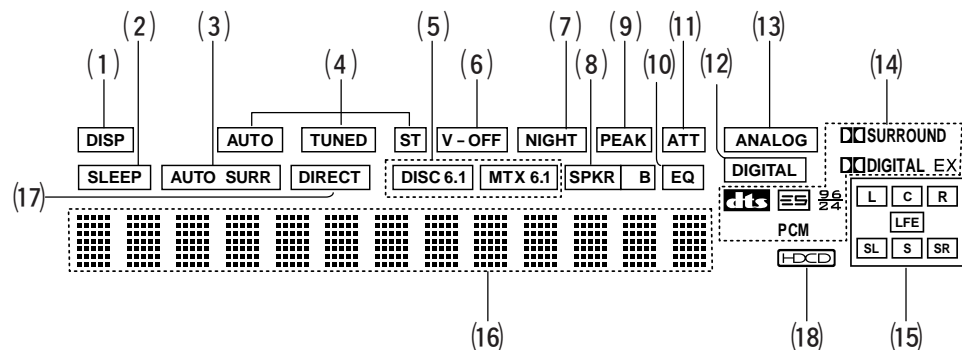 (1) (2) (3) (4) (5) (6) (7) (8) (9) (10) (11) (12) (13) (14)
DISP AUTO TUNED ST V – OFF NIGHT PEAK ATT ANALOG SURROUND
SLEEP AUTO SURR DIRECT DISC 6.1 MTX 6.1 SPKR B EQ DIGITAL DIGITAL EX
(17)
dts ES 96/24 L C R
PCM LFE
HDCD SL S SR
(16) (18) (15)